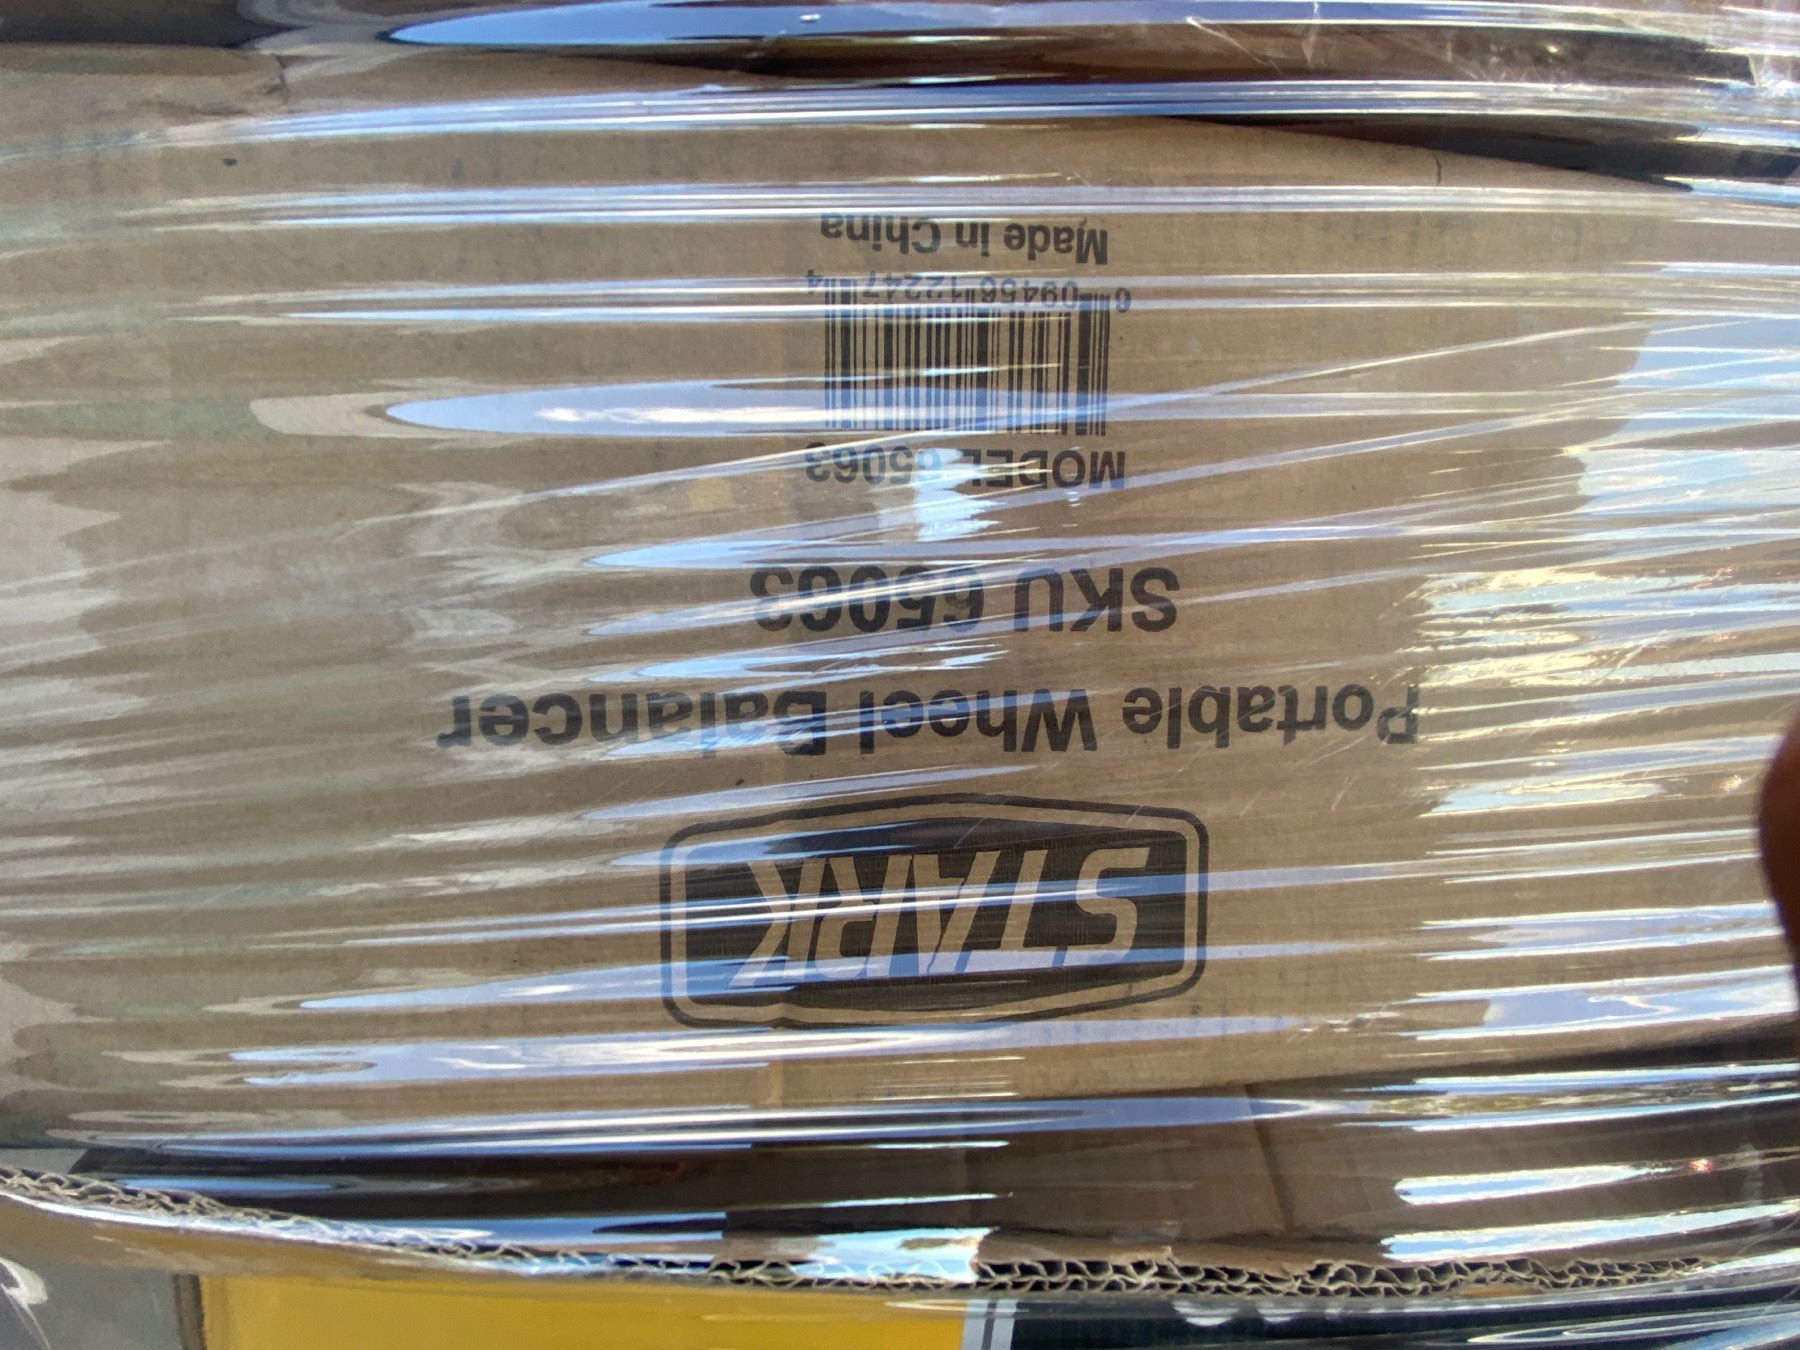 STARK
Portable Wheel Balancer
SKU 65063
MODEL 65063
6 09456 12247 4
Made in China